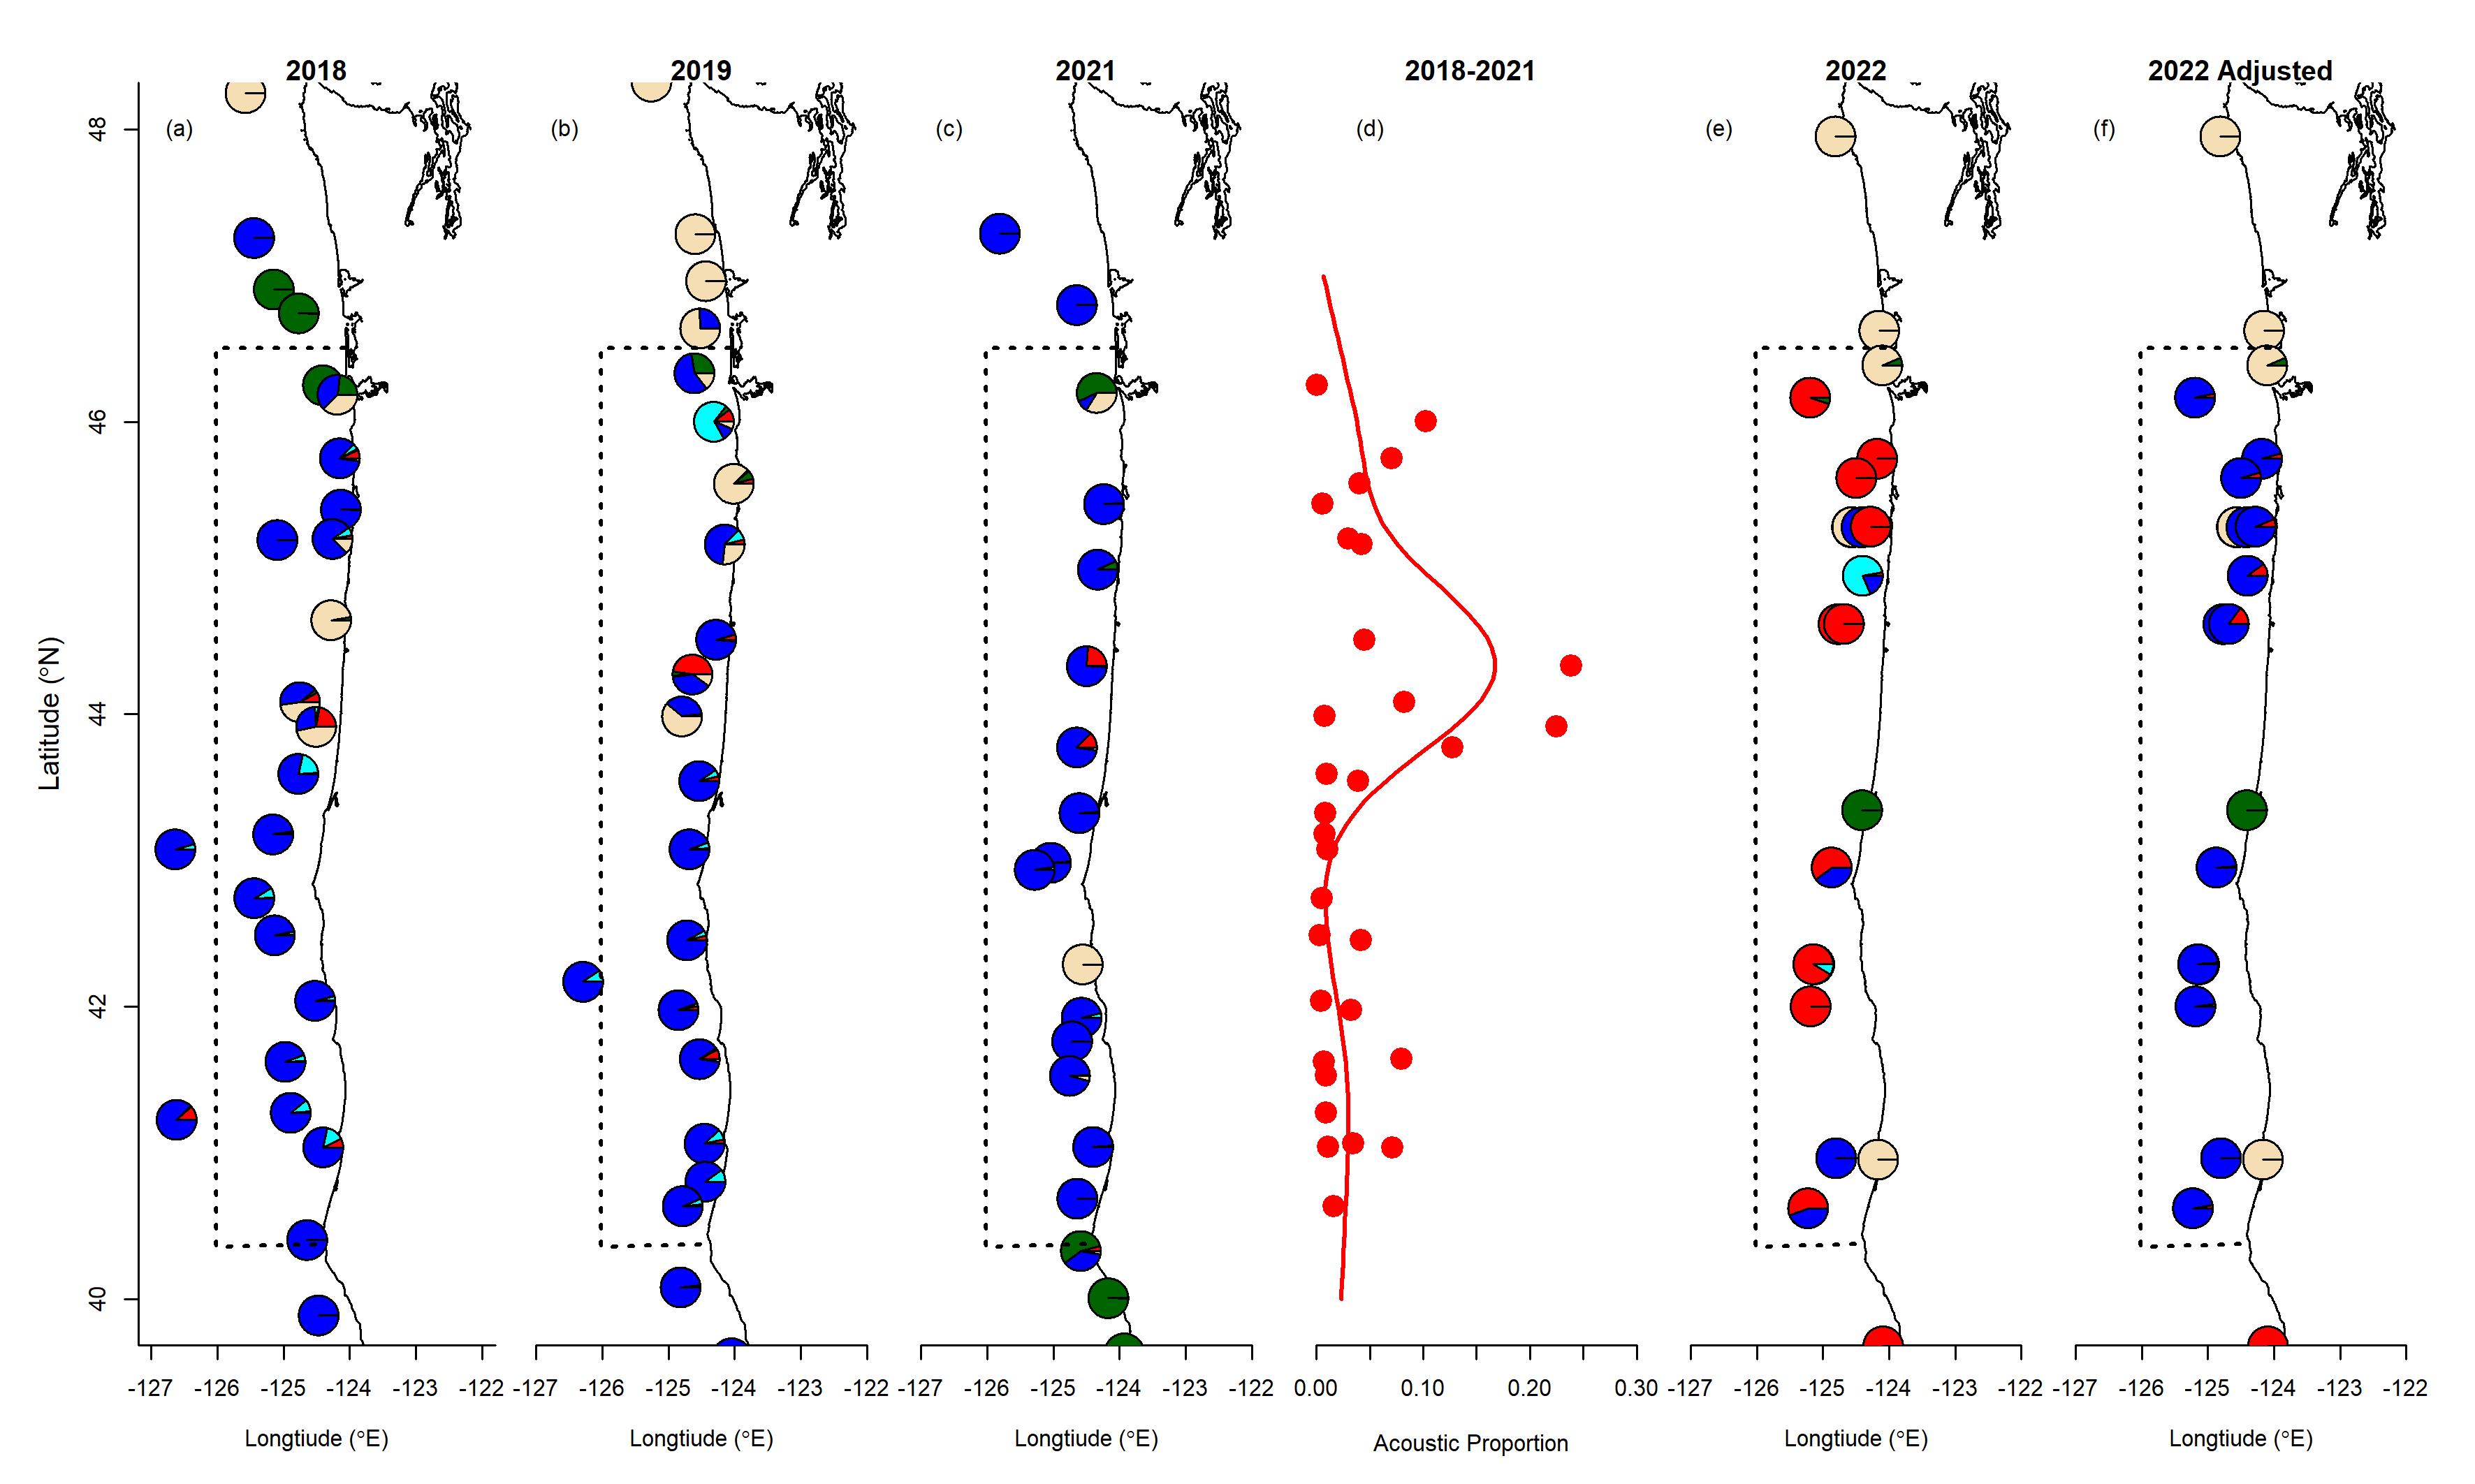 2018 2019 2021 2018-2021 2022 2022 Adjusted
(a) (b) (c) (d) (e) (f)
48
46
44
42
40
Latitude (°N)
-127 -126 -125 -124 -123 -122 -127 -126 -125 -124 -123 -122 -127 -126 -125 -124 -123 -122 0.00 0.10 0.20 0.30 -127 -126 -125 -124 -123 -122 -127 -126 -125 -124 -123 -122
Longtiude (°E) Longtiude (°E) Longtiude (°E) Acoustic Proportion Longtiude (°E) Longtiude (°E)